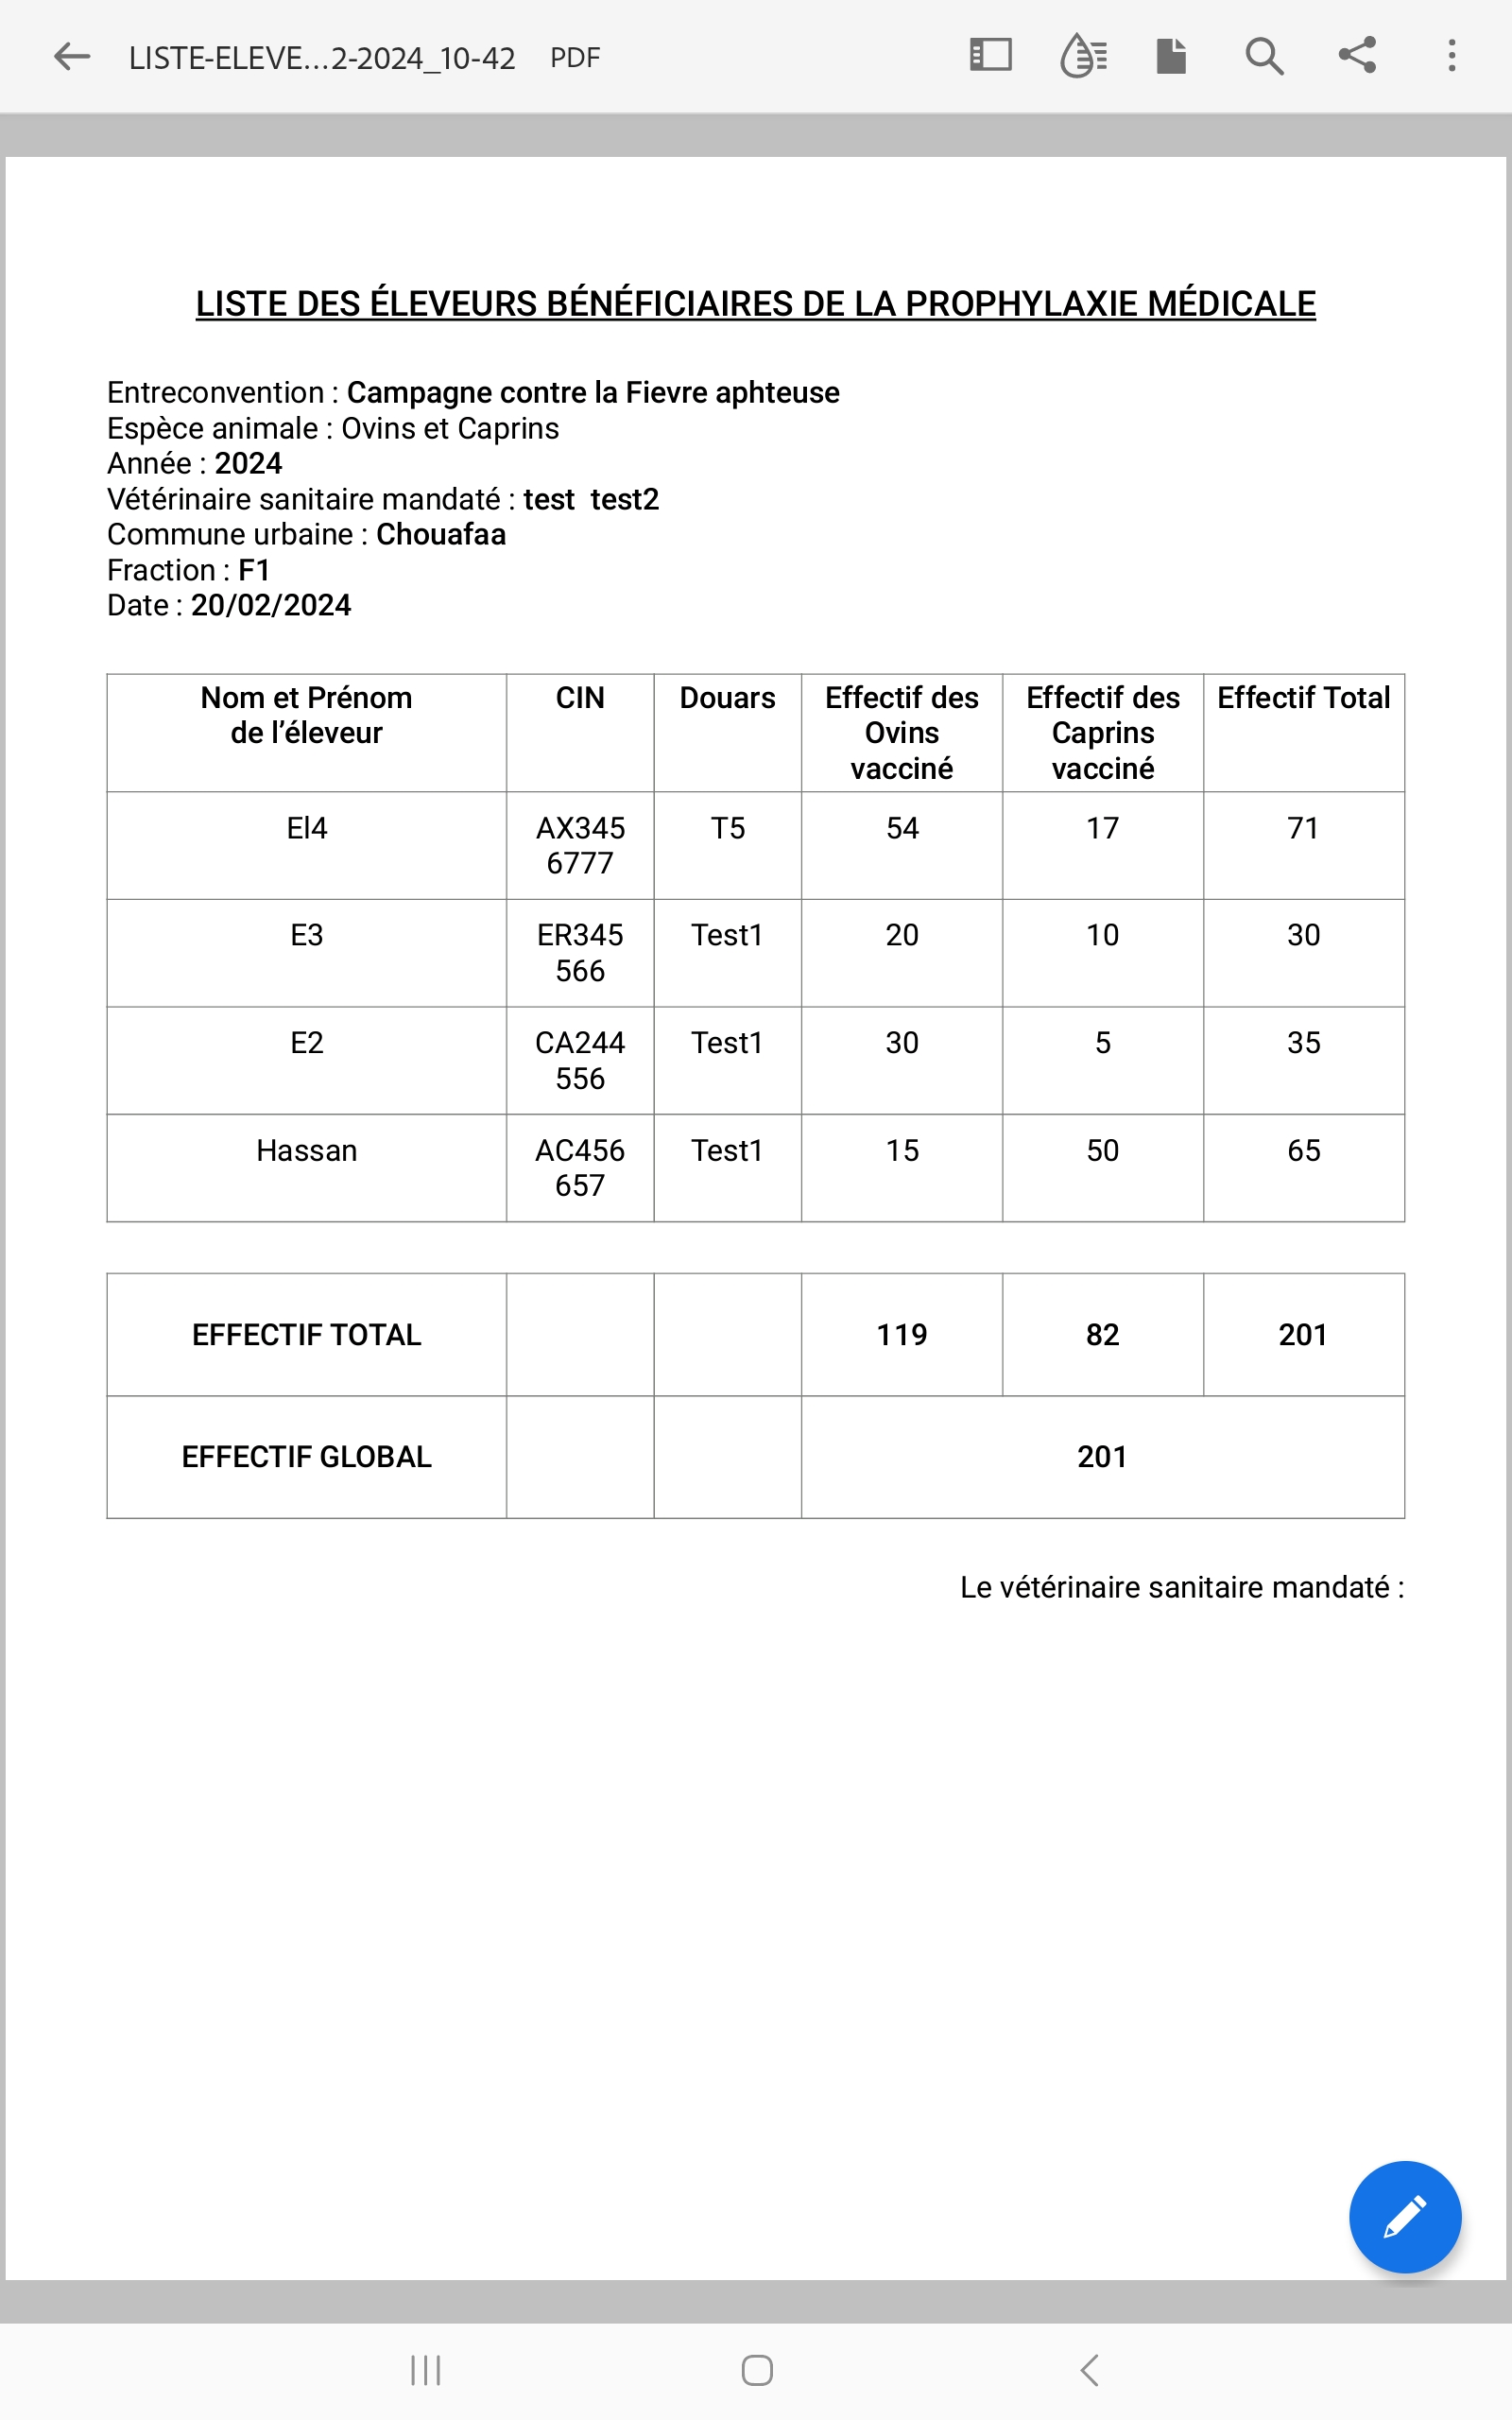 LISTE-ELEVE...2-2024_10-42 PDF
LISTE DES ÉLEVEURS BÉNÉFICIAIRES DE LA PROPHYLAXIE MÉDICALE
Entreconvention : Campagne contre la Fievre aphteuse
Espèce animale : Ovins et Caprins
Année : 2024
Vétérinaire sanitaire mandaté : test  test2
Commune urbaine : Chouafaa
Fraction : F1
Date : 20/02/2024
Nom et Prénom CIN Douars Effectif des Effectif des Effectif Total
de l’éleveur Ovins Caprins
vacciné vacciné
El4 AX345 T5 54 17 71
6777
E3 ER345 Test1 20 10 30
566
E2 CA244 Test1 30 5 35
556
Hassan AC456 Test1 15 50 65
657
EFFECTIF TOTAL 119 82 201
EFFECTIF GLOBAL 201
Le vétérinaire sanitaire mandaté :